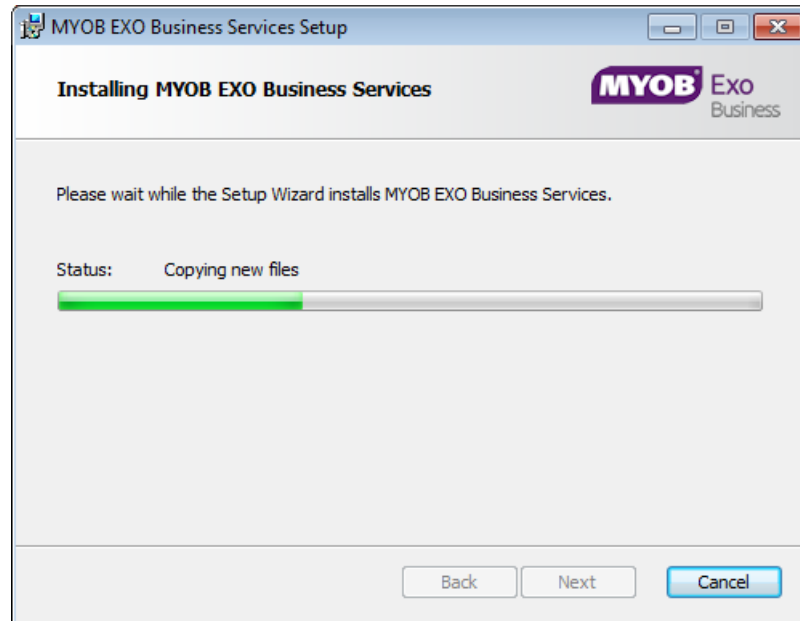 MYOB EXO Business Services Setup
Installing MYOB EXO Business Services
MYOB Exo
Business
Please wait while the Setup Wizard installs MYOB EXO Business Services.
Status: Copying new files
Back Next Cancel